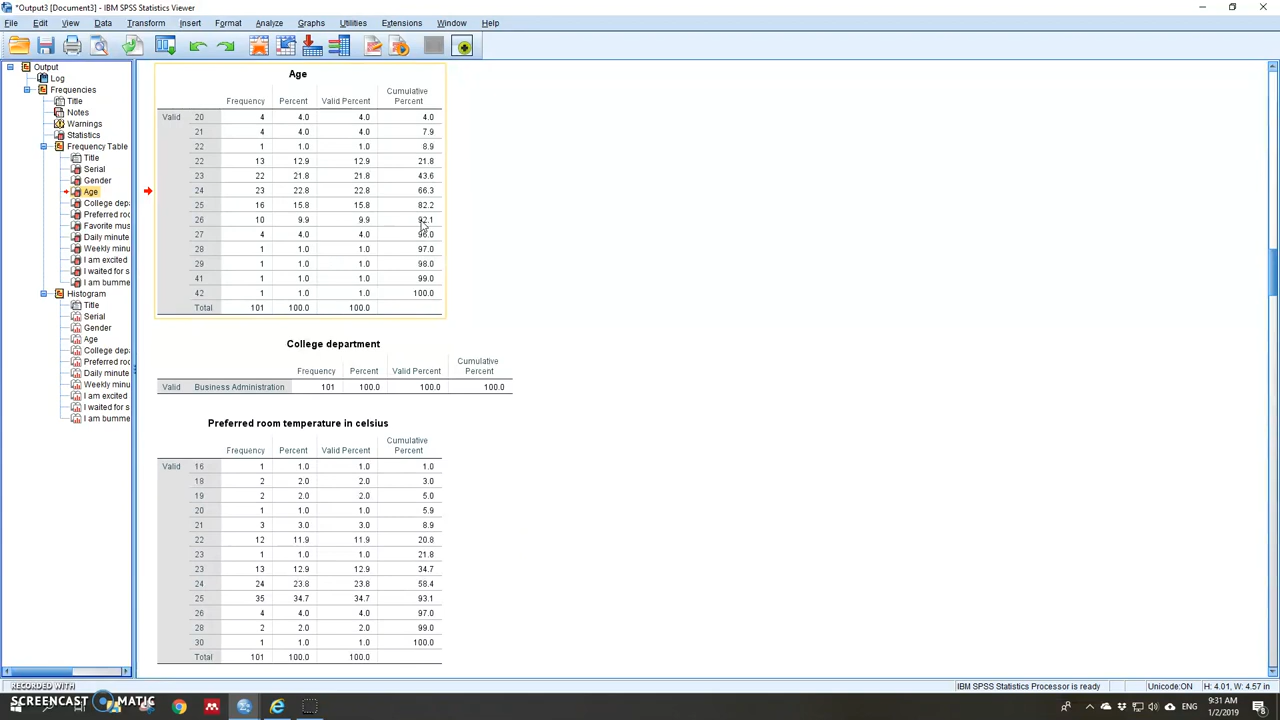 *Output3 [Document3] - IBM SPSS Statistics Viewer
File Edit View Data Transform Insert Format Analyze Graphs Utilities Extensions Window Help
Output
Log
Frequencies
Title
Notes
Warnings
Statistics
Frequency Table
Title
Serial
Gender
Age
College dep
Preferred roo
Favorite mus
Daily minute
Weekly minu
I am excited
I waited for s
I am bumme
Histogram
Title
Serial
Gender
Age
College dep
Preferred roo
Daily minute
Weekly minu
I am excited
I waited for s
I am bumme
Age
Frequency Percent Valid Percent Cumulative Percent
Valid 20 4 4.0 4.0 4.0
21 4 4.0 4.0 7.9
22 1 1.0 1.0 8.9
22 13 12.9 12.9 21.8
23 22 21.8 21.8 43.6
24 23 22.8 22.8 66.3
25 16 15.8 15.8 82.2
26 10 9.9 9.9 92.1
27 4 4.0 4.0 96.0
28 1 1.0 1.0 97.0
29 1 1.0 1.0 98.0
41 1 1.0 1.0 99.0
42 1 1.0 1.0 100.0
Total 101 100.0 100.0
College department
Frequency Percent Valid Percent Cumulative Percent
Valid Business Administration 101 100.0 100.0 100.0
Preferred room temperature in celsius
Frequency Percent Valid Percent Cumulative Percent
Valid 16 1 1.0 1.0 1.0
18 2 2.0 2.0 3.0
19 2 2.0 2.0 5.0
20 1 1.0 1.0 5.9
21 3 3.0 3.0 8.9
22 12 11.9 11.9 20.8
23 1 1.0 1.0 21.8
23 13 12.9 12.9 34.7
24 24 23.8 23.8 58.4
25 35 34.7 34.7 93.1
26 4 4.0 4.0 97.0
28 2 2.0 2.0 99.0
30 1 1.0 1.0 100.0
Total 101 100.0 100.0
IBM SPSS Statistics Processor is ready Unicode:ON H: 4.01, W: 4.57 in
RECORDED WITH
SCREENCAST MATIC
ENG
9:31 AM
1/2/2019
8